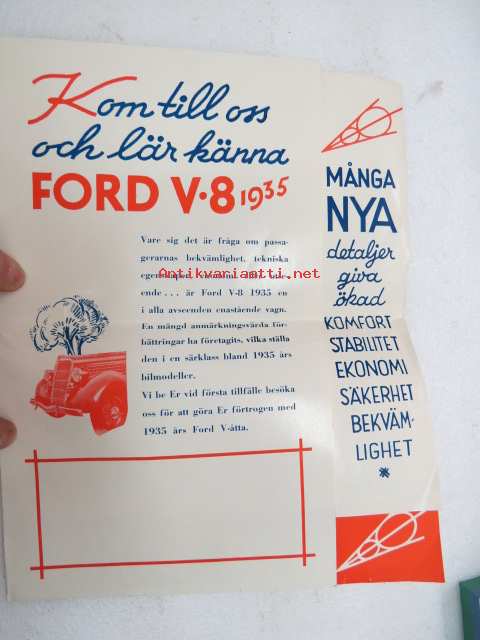 Kom till oss
och lär känna
FORD V·8 1935
Vare sig det är fråga om passa-
gerarnas bekvämlighet, tekniska
egenskaper,
ende... är Ford V-8 1935 en
i alla avseenden enastående vagn.
En mängd anmärkningsvärda för-
bättringar ha företagits, vilka ställa
den i en särklass bland 1935 års
bilmodeller.
Vi be Er vid första tillfälle besöka
oss för att göra Er förtrogen med
1935 års Ford V-åtta.
Antikvariaatti.net
MÅNGA
NYA
detaljer
giva
ökad
KOMFORT
STABILITET
EKONOMI
SÄKERHET
BEKVÄM-
LIGHET